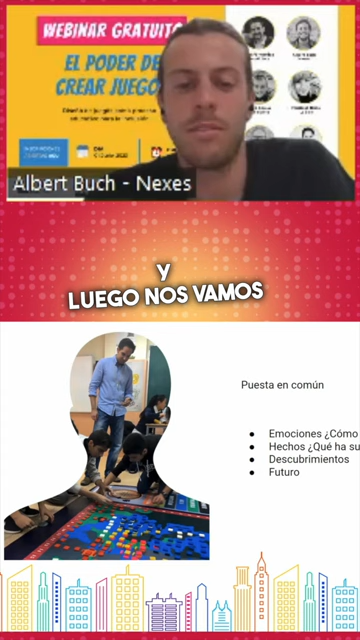 WEBINAR GRATUITO
EL PODER DE
CREAR JUEGO
Albert Buch - Nexes
Y
LUEGO NOS VAMOS
Puesta en común
● Emociones ¿Cómo
● Hechos ¿Qué ha su
● Descubrimientos
● Futuro